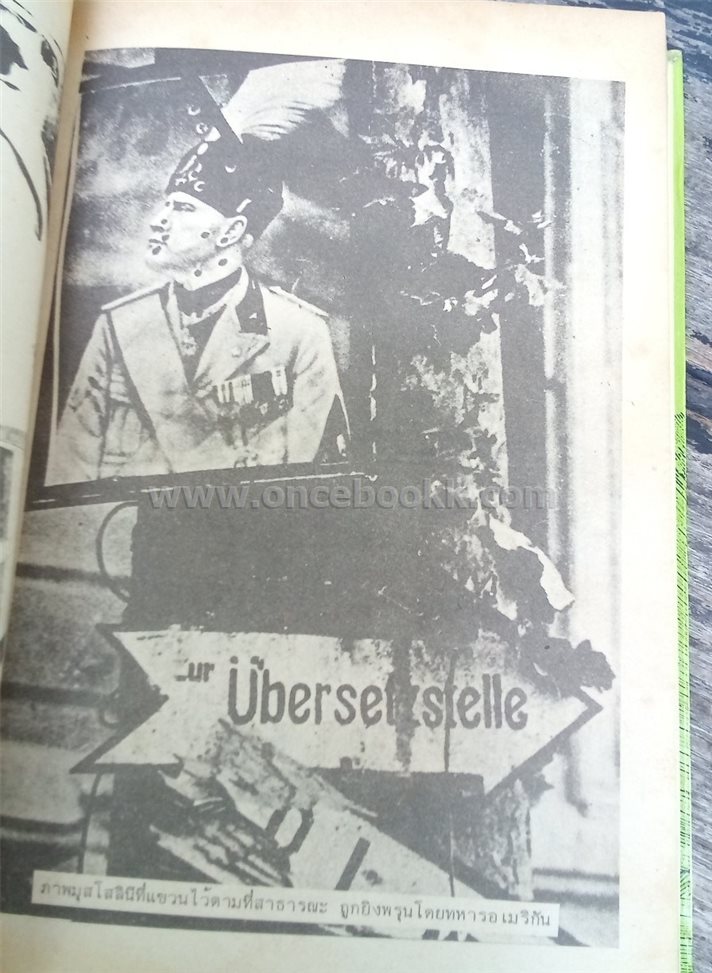 www.oncebookk.com
zur Übersetzstelle
ภาพมุสโสลินีที่แขวนไว้ตามที่สาธารณะ ถูกยิงพรุนโดยทหารอเมริกัน